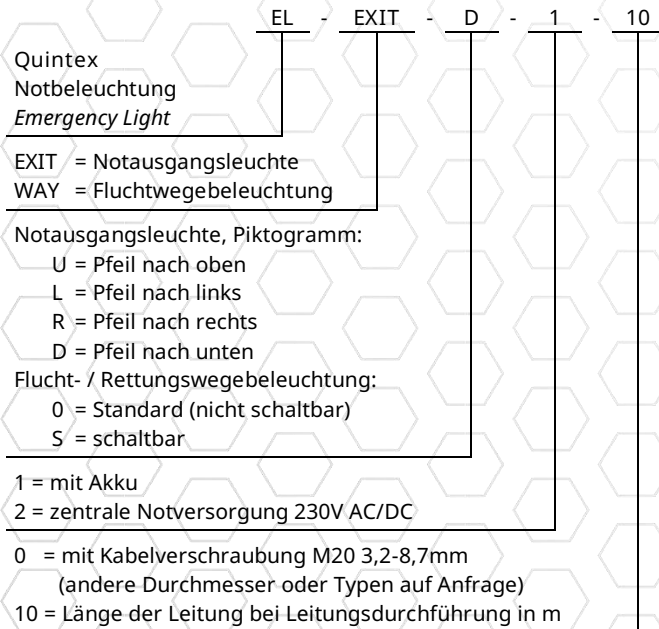 EL - EXIT - D - 1 - 10
Quintex
Notbeleuchtung
Emergency Light
EXIT = Notausgangsleuchte
WAY = Fluchtwegebeleuchtung
Notausgangsleuchte, Piktogramm:
U = Pfeil nach oben
L = Pfeil nach links
R = Pfeil nach rechts
D = Pfeil nach unten
Flucht- / Rettungswegebeleuchtung:
0 = Standard (nicht schaltbar)
S = schaltbar
1 = mit Akku
2 = zentrale Notversorgung 230V AC/DC
0 = mit Kabelverschraubung M20 3,2-8,7mm
(andere Durchmesser oder Typen auf Anfrage)
10 = Länge der Leitung bei Leitungsdurchführung in m